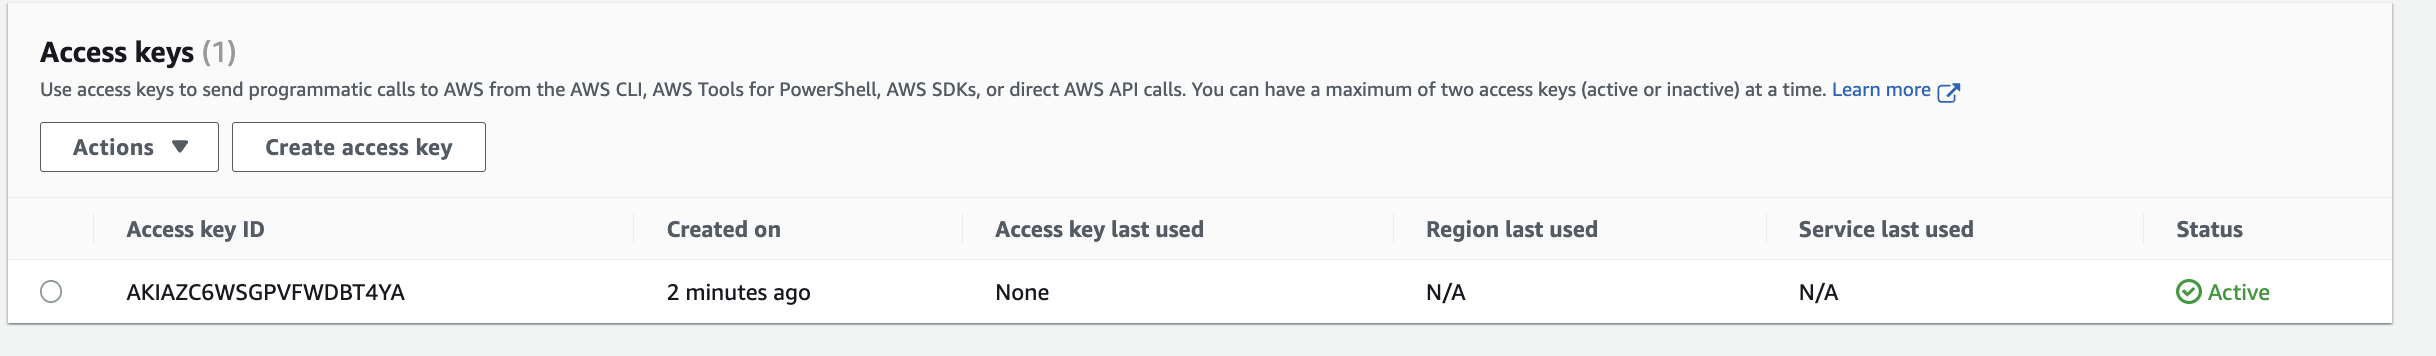 Access keys (1)
Use access keys to send programmatic calls to AWS from the AWS CLI, AWS Tools for PowerShell, AWS SDKs, or direct AWS API calls. You can have a maximum of two access keys (active or inactive) at a time. Learn more
Actions Create access key
Access key ID Created on Access key last used Region last used Service last used Status
AKIAZC6WSGPVFWDBT4YA 2 minutes ago None N/A N/A Active